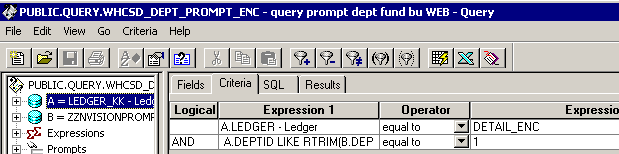 PUBLIC.QUERY.WHCSD_DEPT_PROMPT_ENC - query prompt dept fund bu WEB - Query
File Edit View Go Criteria Help
PUBLIC.QUERY.WHCSD_D
A = LEDGER_KK - Led
B = ZZNVISIONPROMP
Expressions
Prompts
Fields Criteria SQL Results
Logical Expression 1 Operator Expressio
A.LEDGER - Ledger equal to DETAIL_ENC
AND A.DEPTID LIKE RTRIM(B.DEP equal to 1